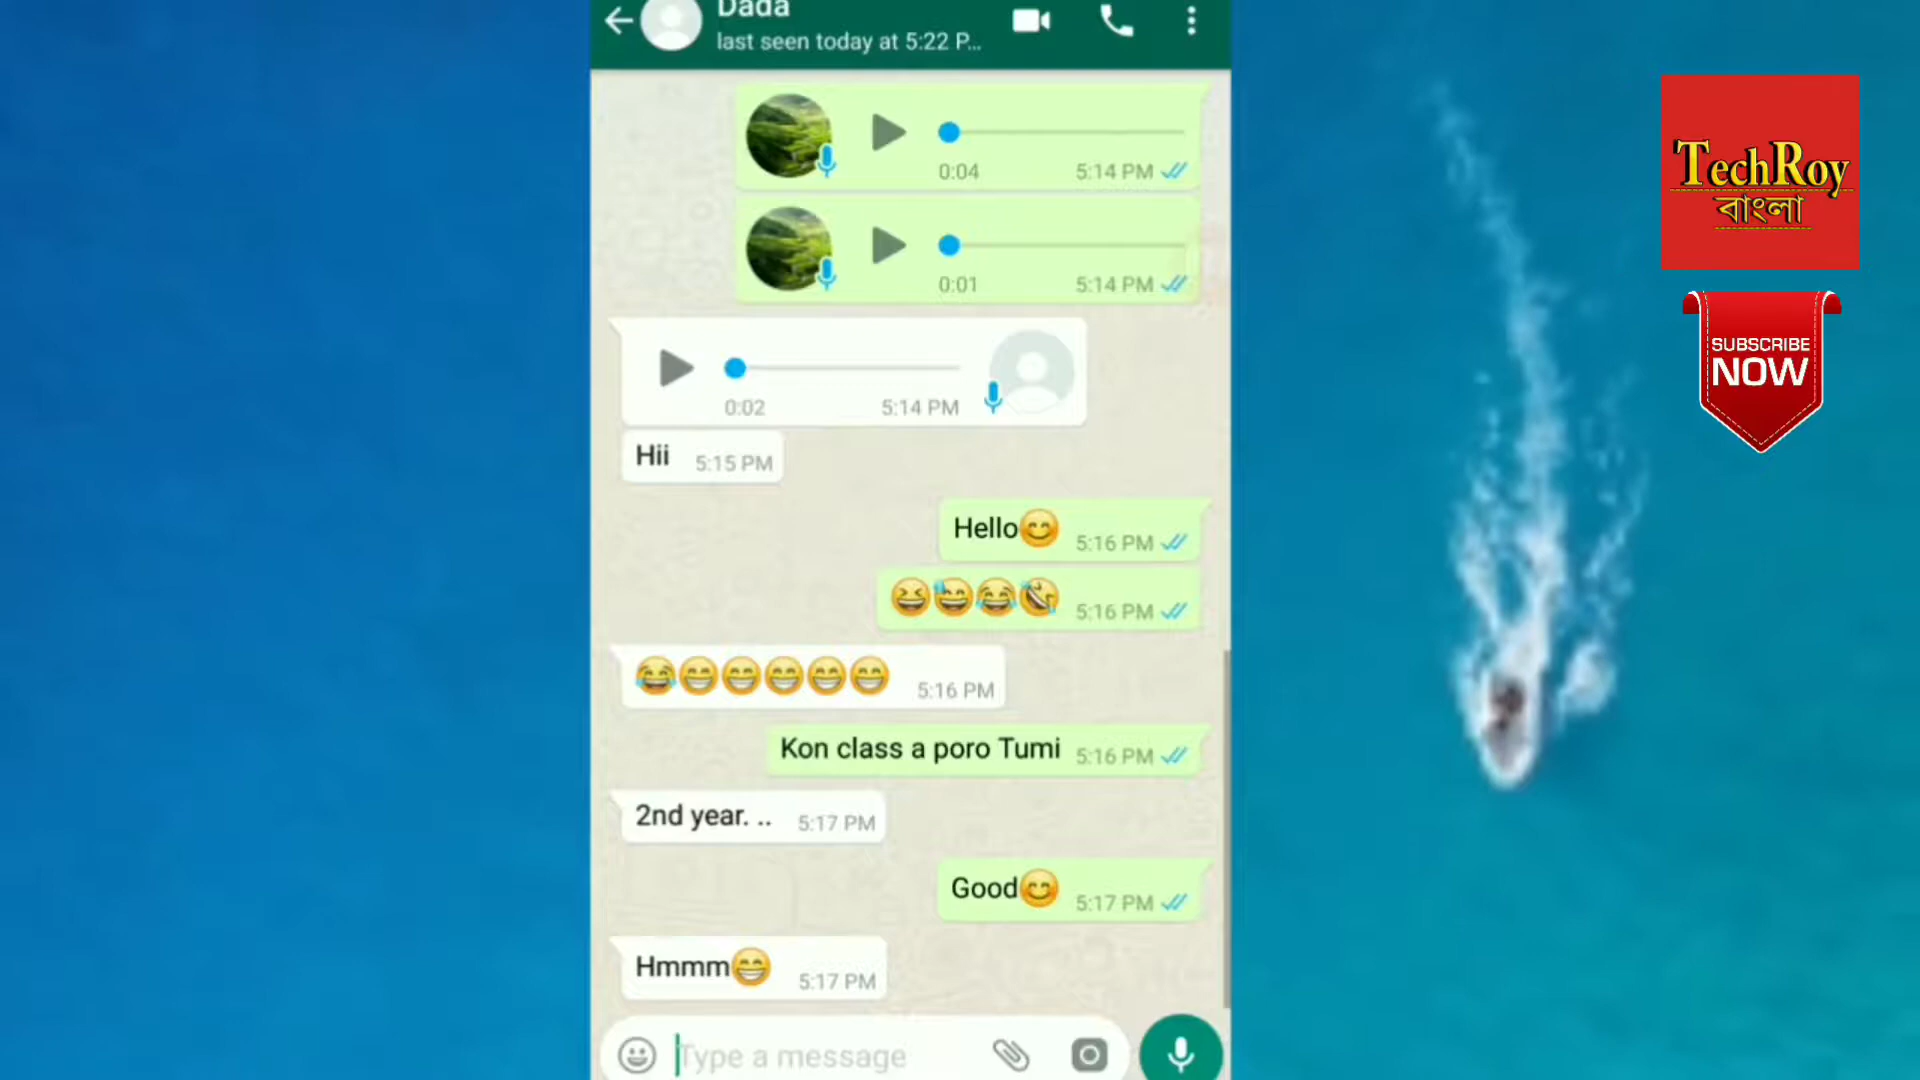 Dada
last seen today at 5:22 P...
0:04 5:14 PM
0:01 5:14 PM
0:02 5:14 PM
Hii 5:15 PM
Hello😊 5:16 PM
😆😅😂🤣 5:16 PM
😂😁😁😁😁😁 5:16 PM
Kon class a poro Tumi 5:16 PM
2nd year. .. 5:17 PM
Good😊 5:17 PM
Hmmm😁 5:17 PM
Type a message
TechRoy
বাংলা
SUBSCRIBE
NOW